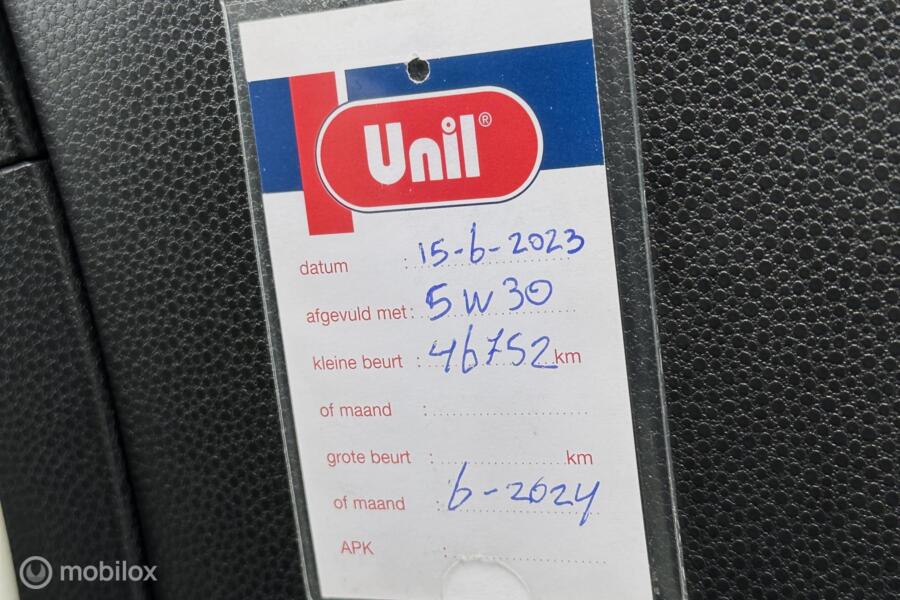 Unil®
datum : 15-6-2023
afgevuld met: 5W30
kleine beurt : 46752 km
of maand :
grote beurt : km
of maand : 6-2024
APK :
mobilox